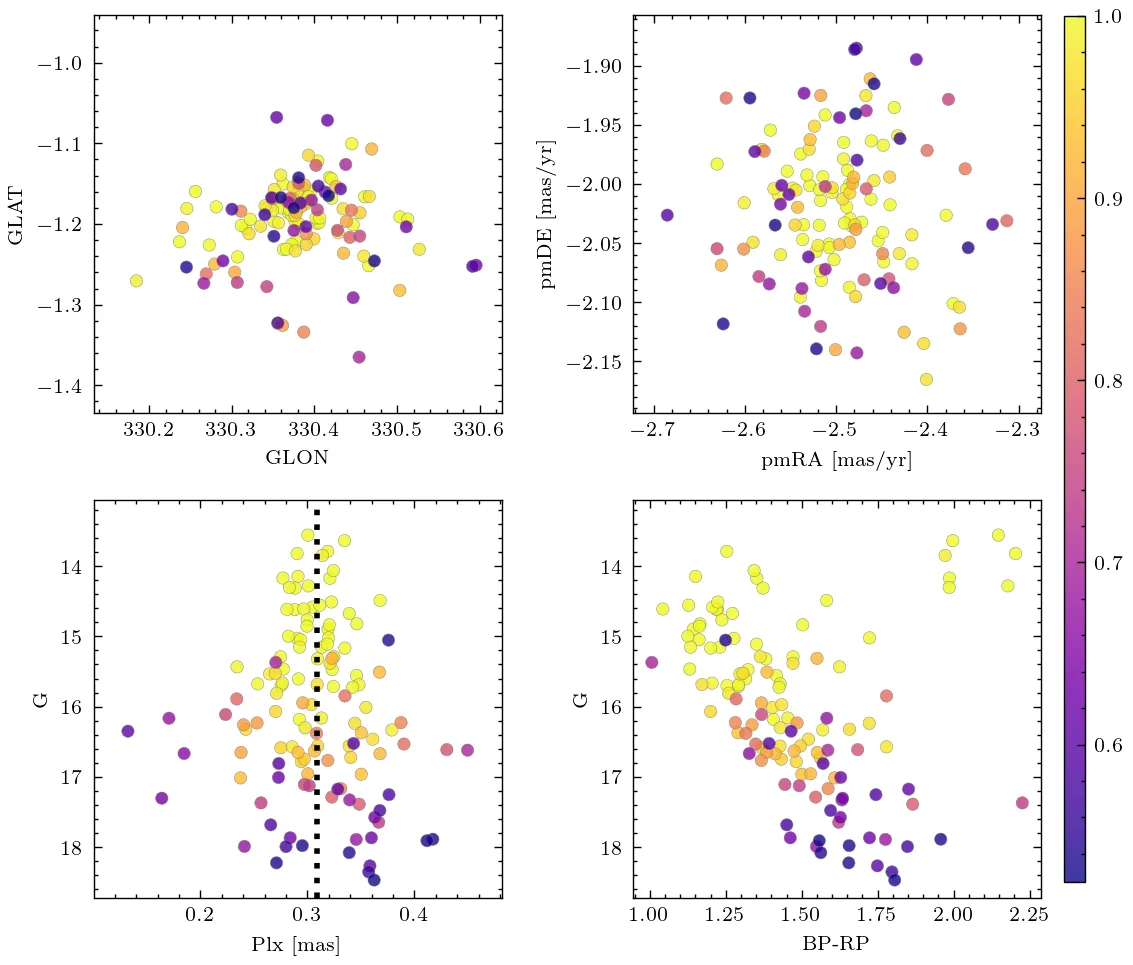 −1.0
−1.1
−1.2
−1.3
−1.4
GLAT
330.2 330.3 330.4 330.5 330.6
GLON
−1.90
−1.95
−2.00
−2.05
−2.10
−2.15
pmDE [mas/yr]
−2.7 −2.6 −2.5 −2.4 −2.3
pmRA [mas/yr]
1.0
0.9
0.8
0.7
0.6
14
15
16
17
18
G
0.2 0.3 0.4
Plx [mas]
14
15
16
17
18
G
1.00 1.25 1.50 1.75 2.00 2.25
BP-RP